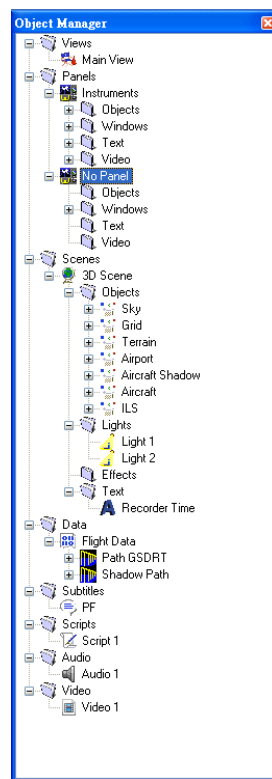 Object Manager
Views
Main View
Panels
Instruments
Objects
Windows
Text
Video
No Panel
Objects
Windows
Text
Video
Scenes
3D Scene
Objects
Sky
Grid
Terrain
Airport
Aircraft Shadow
Aircraft
ILS
Lights
Light 1
Light 2
Effects
Text
Recorder Time
Data
Flight Data
Path GSDRT
Shadow Path
Subtitles
PF
Scripts
Script 1
Audio
Audio 1
Video
Video 1